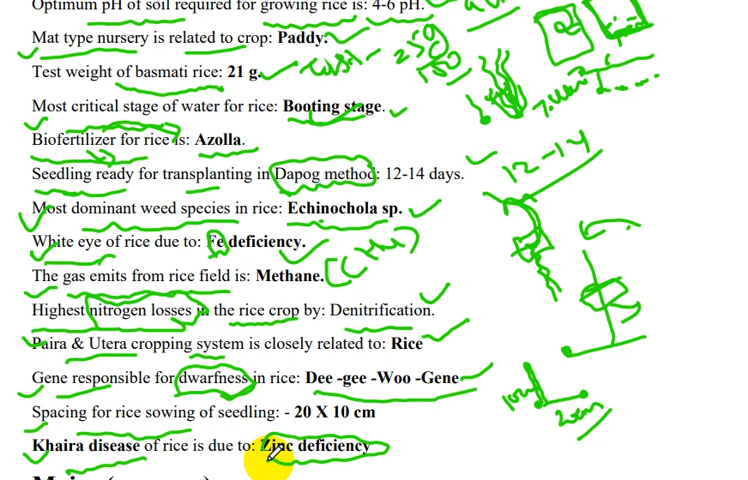 Optimum pH of soil required for growing rice is: 4-6 pH.
Mat type nursery is related to crop: Paddy.
Test weight of basmati rice: 21 g.
Most critical stage of water for rice: Booting stage.
Biofertilizer for rice is: Azolla.
Seedling ready for transplanting in Dapog method: 12-14 days.
12-14
Most dominant weed species in rice: Echinochola sp.
White eye of rice due to: Fe deficiency.
The gas emits from rice field is: Methane.
Highest nitrogen losses in the rice crop by: Denitrification.
Paira & Utera cropping system is closely related to: Rice
Gene responsible for dwarfness in rice: Dee -gee -Woo -Gene
Spacing for rice sowing of seedling: - 20 X 10 cm
Khaira disease of rice is due to: Zinc deficiency